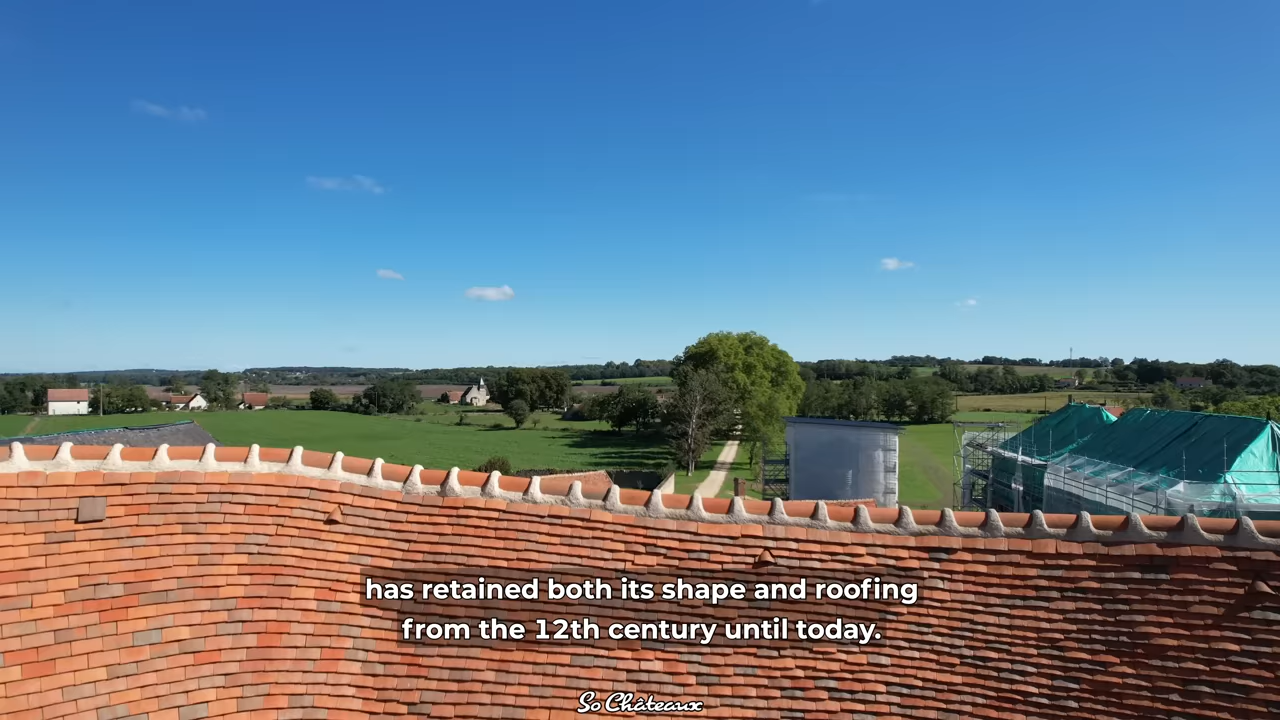 has retained both its shape and roofing
from the 12th century until today.
So Châteaux